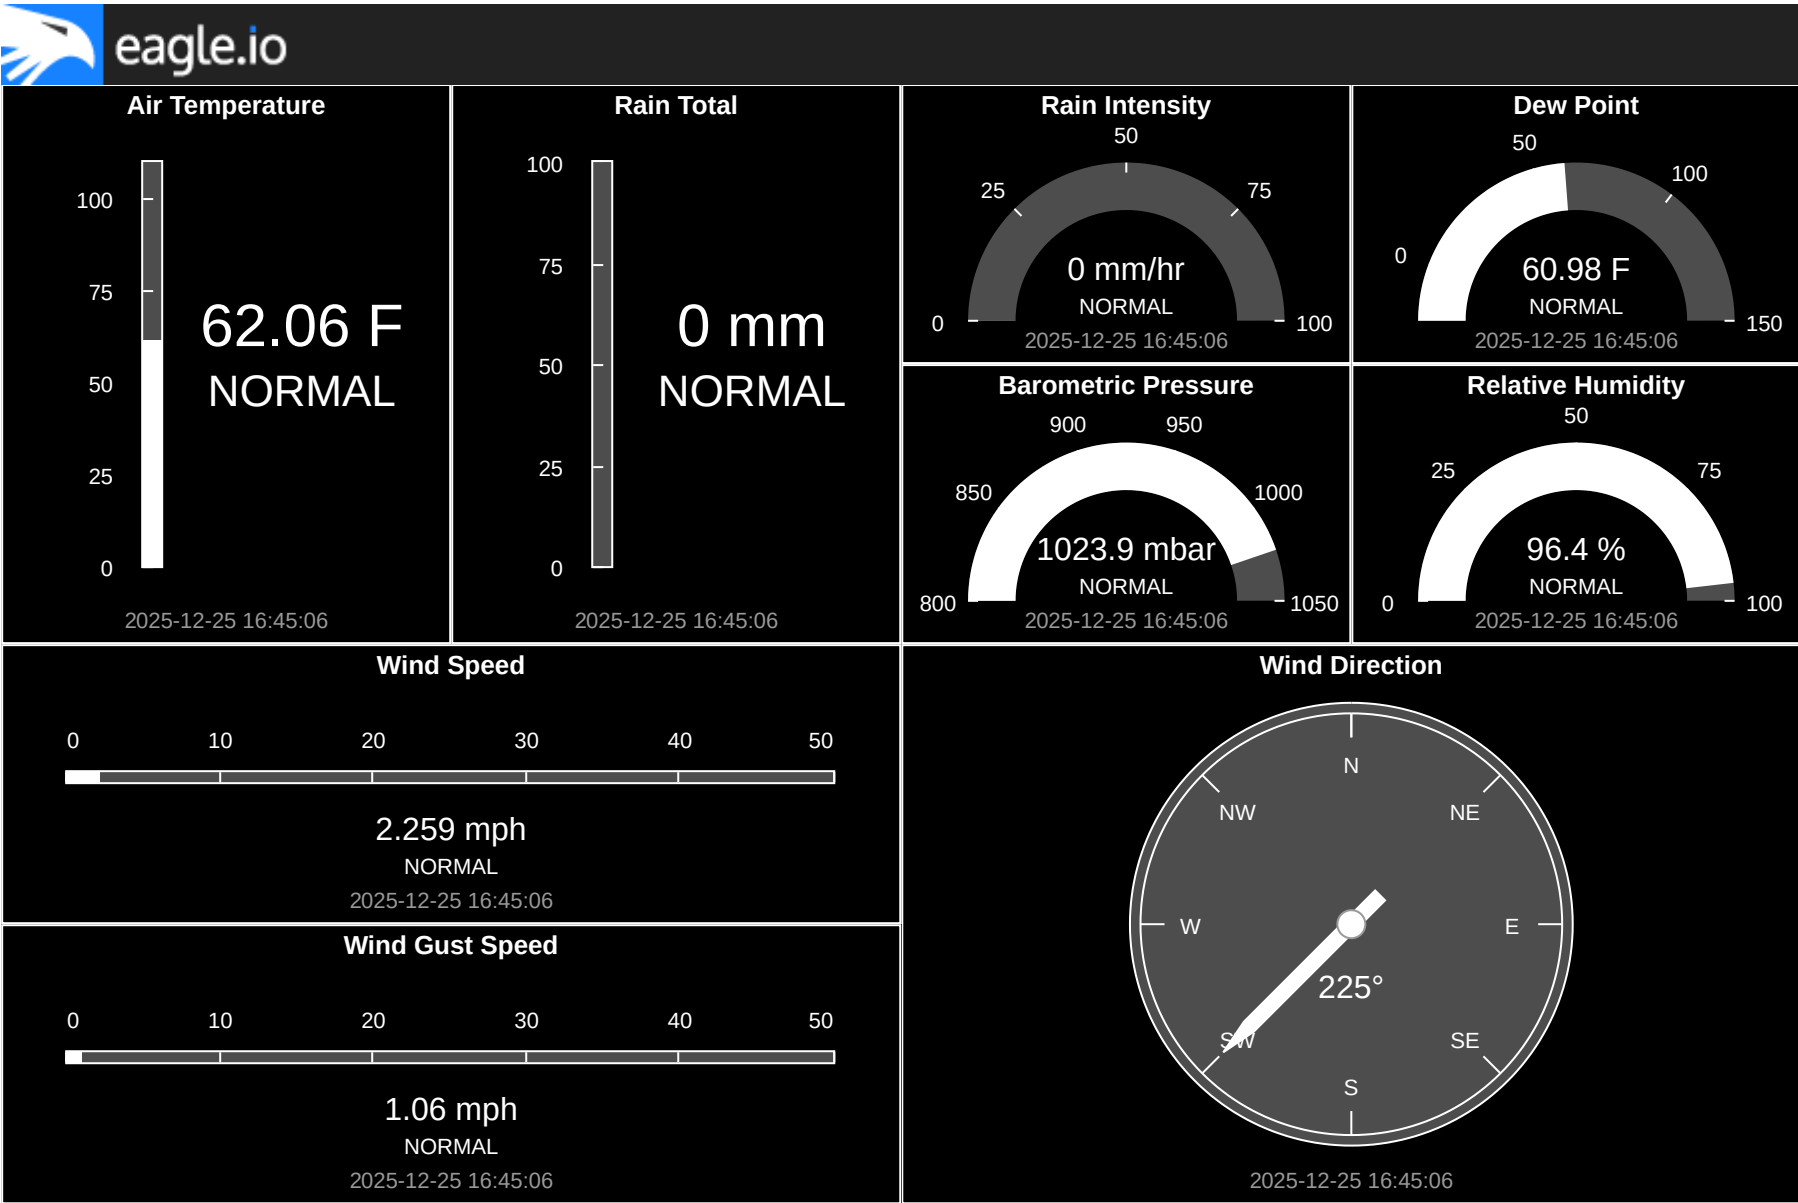 eagle.io
Air Temperature
100
75
50
25
0
62.06 F
NORMAL
2025-12-25 16:45:06
Rain Total
100
75
50
25
0
0 mm
NORMAL
2025-12-25 16:45:06
Rain Intensity
0
25
50
75
100
0 mm/hr
NORMAL
2025-12-25 16:45:06
Dew Point
0
50
100
150
60.98 F
NORMAL
2025-12-25 16:45:06
Barometric Pressure
800
850
900
950
1000
1050
1023.9 mbar
NORMAL
2025-12-25 16:45:06
Relative Humidity
0
25
50
75
100
96.4 %
NORMAL
2025-12-25 16:45:06
Wind Speed
0 10 20 30 40 50
2.259 mph
NORMAL
2025-12-25 16:45:06
Wind Gust Speed
0 10 20 30 40 50
1.06 mph
NORMAL
2025-12-25 16:45:06
Wind Direction
N
NW NE
W E
225°
SW SE
S
2025-12-25 16:45:06